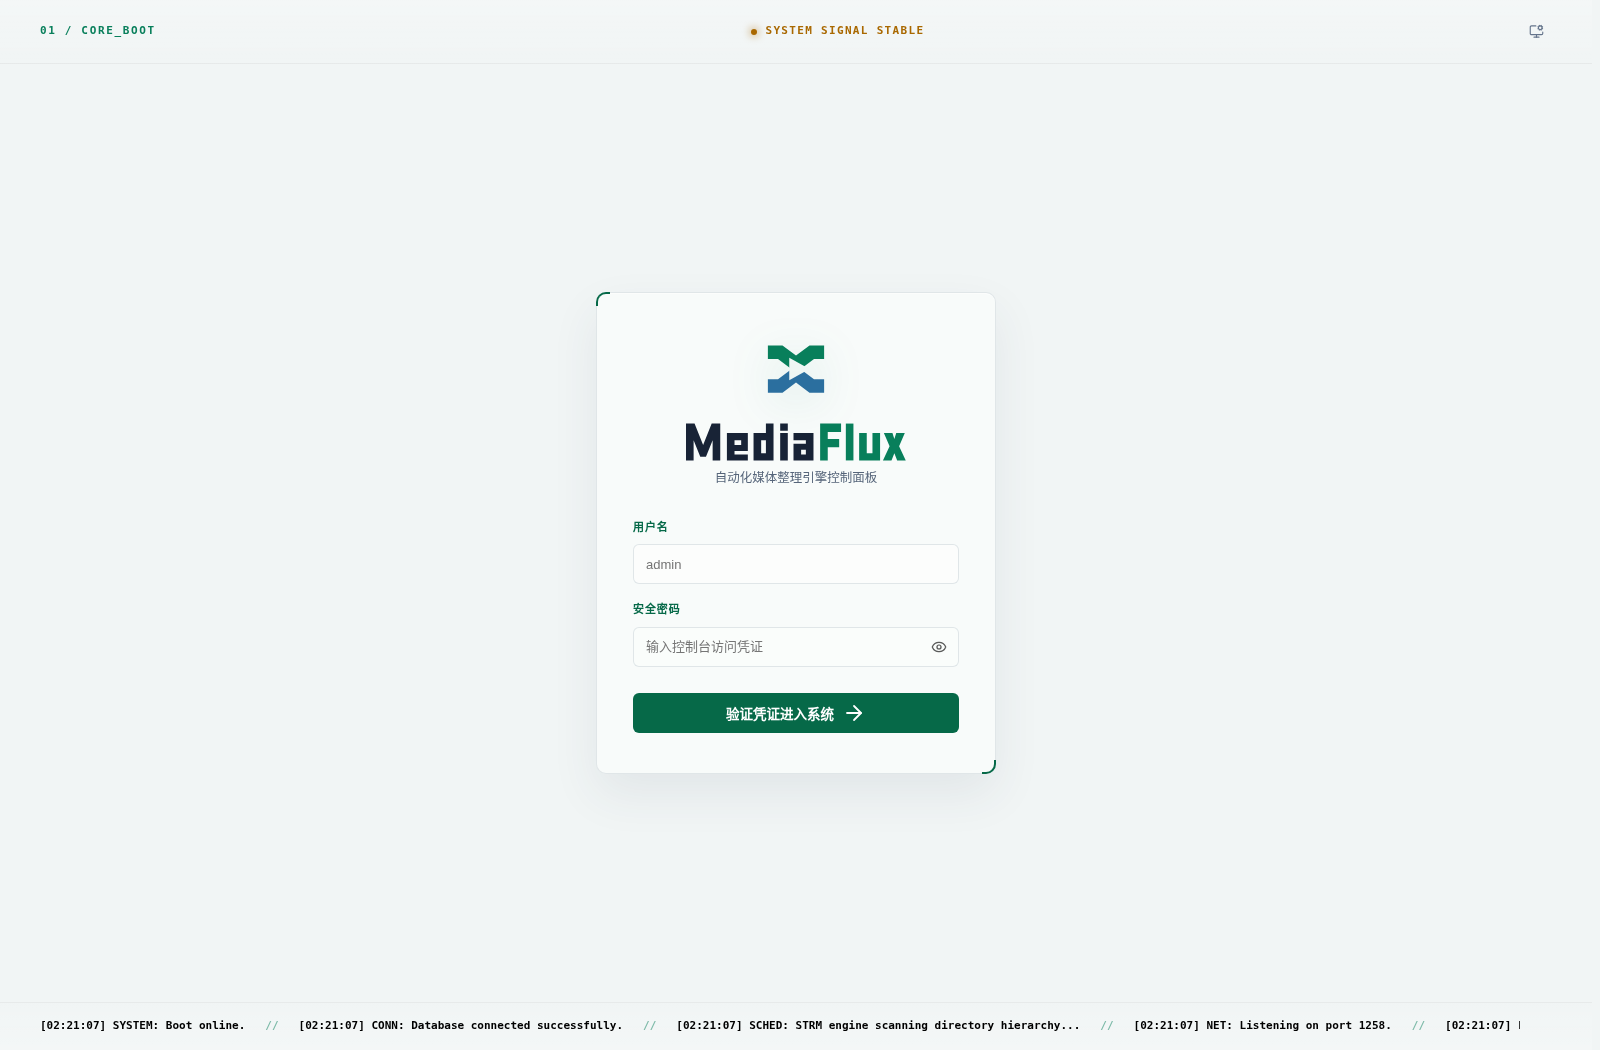 01 / CORE_BOOT
SYSTEM SIGNAL STABLE
MediaFlux
自动化媒体整理引擎控制面板
用户名
admin
安全密码
输入控制台访问凭证
验证凭证进入系统
[02:21:07] SYSTEM: Boot online. // [02:21:07] CONN: Database connected successfully. // [02:21:07] SCHED: STRM engine scanning directory hierarchy... // [02:21:07] NET: Listening on port 1258. // [02:21:07]